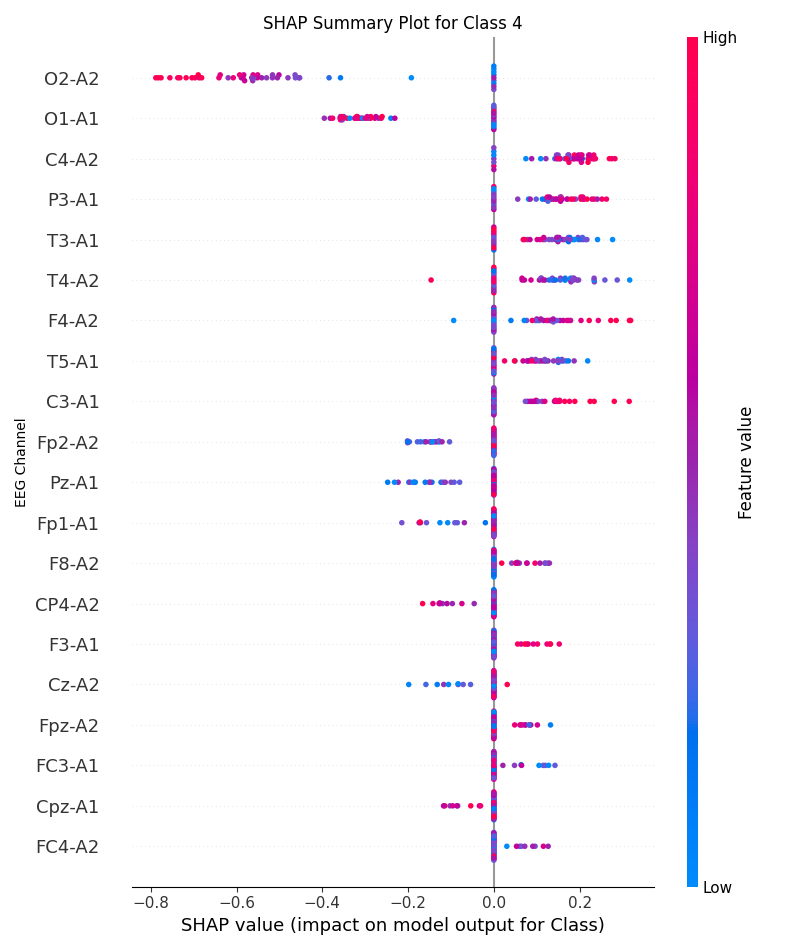 SHAP Summary Plot for Class 4
High
O2-A2
O1-A1
C4-A2
P3-A1
T3-A1
T4-A2
F4-A2
T5-A1
C3-A1
Fp2-A2
Pz-A1
Fp1-A1
F8-A2
CP4-A2
F3-A1
Cz-A2
Fpz-A2
FC3-A1
Cpz-A1
FC4-A2
EEG Channel
Feature value
Low
−0.8 −0.6 −0.4 −0.2 0.0 0.2
SHAP value (impact on model output for Class)